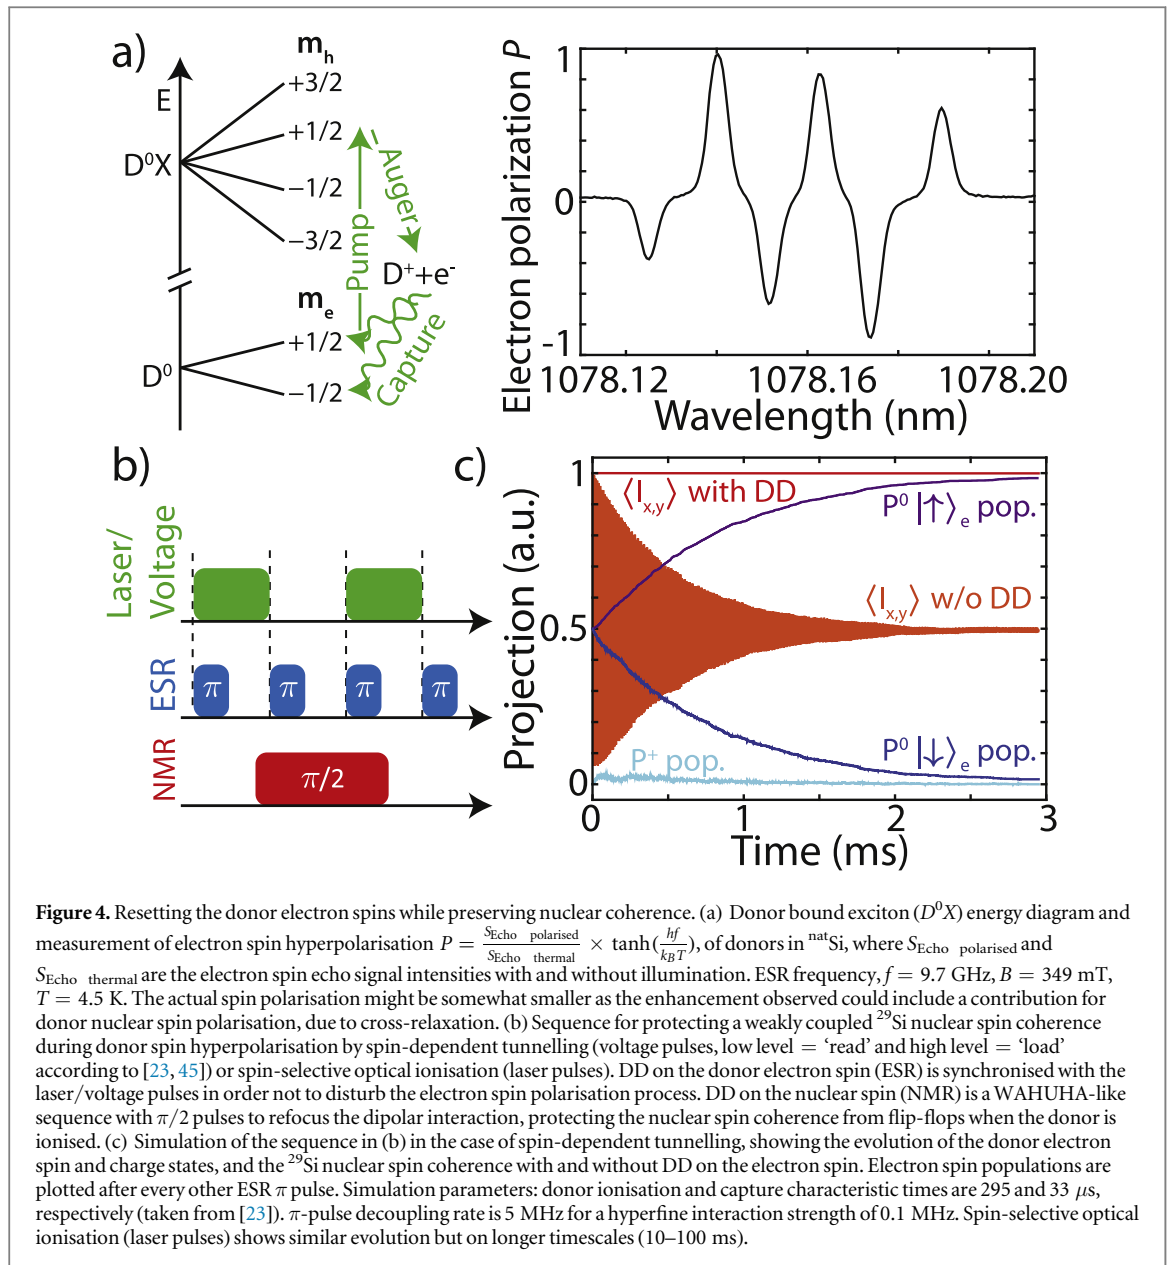 a)
E
D⁰X
m_h
+3/2
+1/2
−1/2
−3/2
Pump
Auger
D⁺+e⁻
Capture
m_e
D⁰
+1/2
−1/2
Electron polarization P
1
0
-1
1078.12
1078.16
1078.20
Wavelength (nm)
b)
Laser/
Voltage
ESR
π
π
π
π
NMR
π/2
c)
Projection (a.u.)
1
0.5
0
⟨I_x,y⟩ with DD
P⁰ |↑⟩_e pop.
⟨I_x,y⟩ w/o DD
P⁺ pop.
P⁰ |↓⟩_e pop.
0
1
2
3
Time (ms)
Figure 4. Resetting the donor electron spins while preserving nuclear coherence. (a) Donor bound exciton (D⁰X) energy diagram and
measurement of electron spin hyperpolarisation P = S_Echo polarised / S_Echo thermal × tanh(hf / k_B T), of donors in ⁿᵃᵗSi, where S_Echo polarised and
S_Echo thermal are the electron spin echo signal intensities with and without illumination. ESR frequency, f = 9.7 GHz, B = 349 mT,
T = 4.5 K. The actual spin polarisation might be somewhat smaller as the enhancement observed could include a contribution for
donor nuclear spin polarisation, due to cross-relaxation. (b) Sequence for protecting a weakly coupled ²⁹Si nuclear spin coherence
during donor spin hyperpolarisation by spin-dependent tunnelling (voltage pulses, low level = ‘read’ and high level = ‘load’
according to [23, 45]) or spin-selective optical ionisation (laser pulses). DD on the donor electron spin (ESR) is synchronised with the
laser/voltage pulses in order not to disturb the electron spin polarisation process. DD on the nuclear spin (NMR) is a WAHUHA-like
sequence with π/2 pulses to refocus the dipolar interaction, protecting the nuclear spin coherence from flip-flops when the donor is
ionised. (c) Simulation of the sequence in (b) in the case of spin-dependent tunnelling, showing the evolution of the donor electron
spin and charge states, and the ²⁹Si nuclear spin coherence with and without DD on the electron spin. Electron spin populations are
plotted after every other ESR π pulse. Simulation parameters: donor ionisation and capture characteristic times are 295 and 33 μs,
respectively (taken from [23]). π-pulse decoupling rate is 5 MHz for a hyperfine interaction strength of 0.1 MHz. Spin-selective optical
ionisation (laser pulses) shows similar evolution but on longer timescales (10–100 ms).